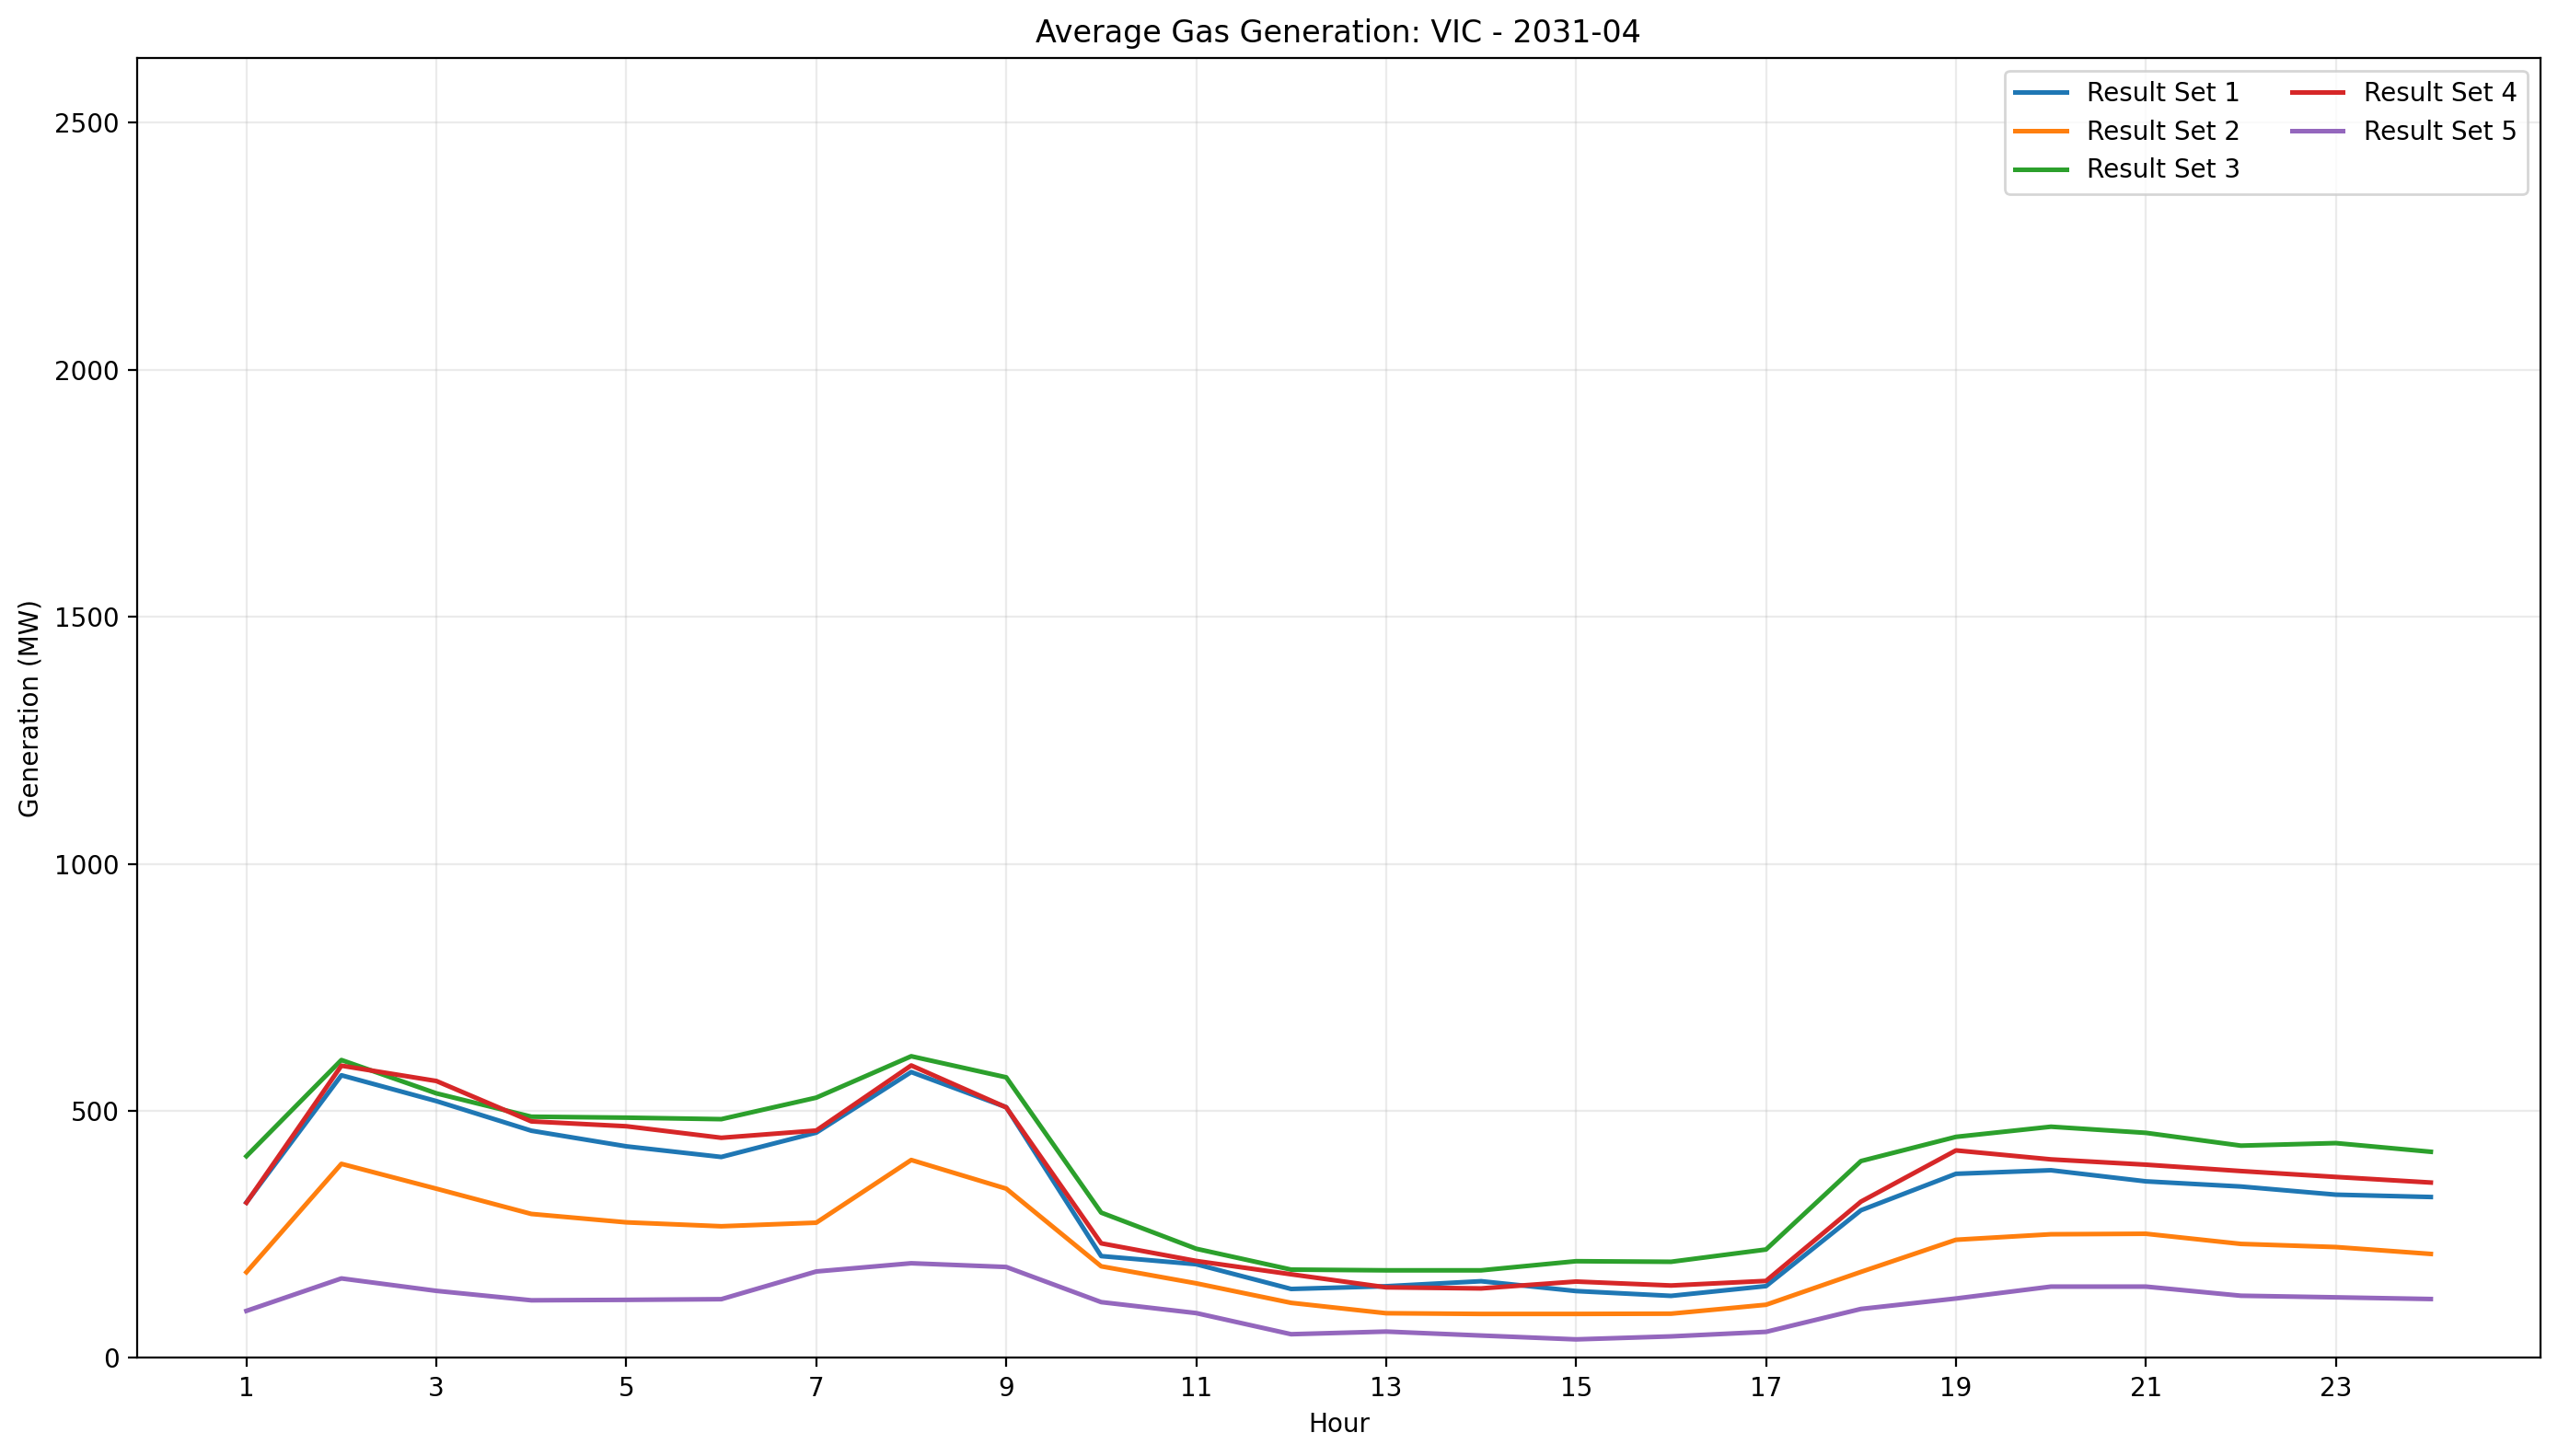 Average Gas Generation: VIC - 2031-04
Result Set 1
Result Set 2
Result Set 3
Result Set 4
Result Set 5
Generation (MW)
2500
2000
1500
1000
500
0
1 3 5 7 9 11 13 15 17 19 21 23
Hour